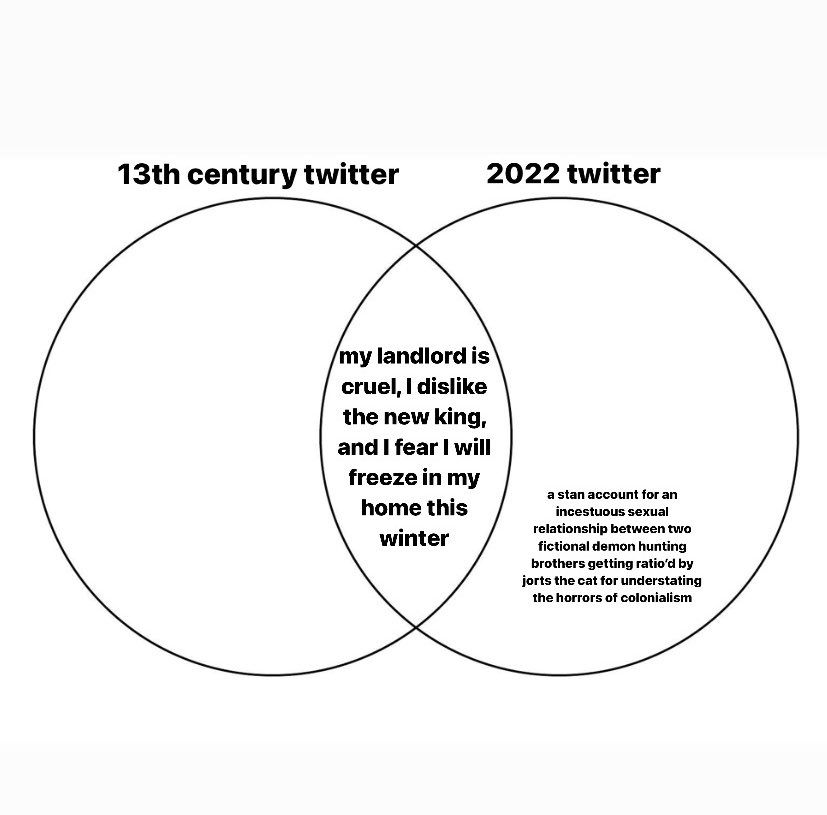 13th century twitter
2022 twitter
my landlord is
cruel, I dislike
the new king,
and I fear I will
freeze in my
home this
winter
a stan account for an
incestuous sexual
relationship between two
fictional demon hunting
brothers getting ratio'd by
jorts the cat for understating
the horrors of colonialism